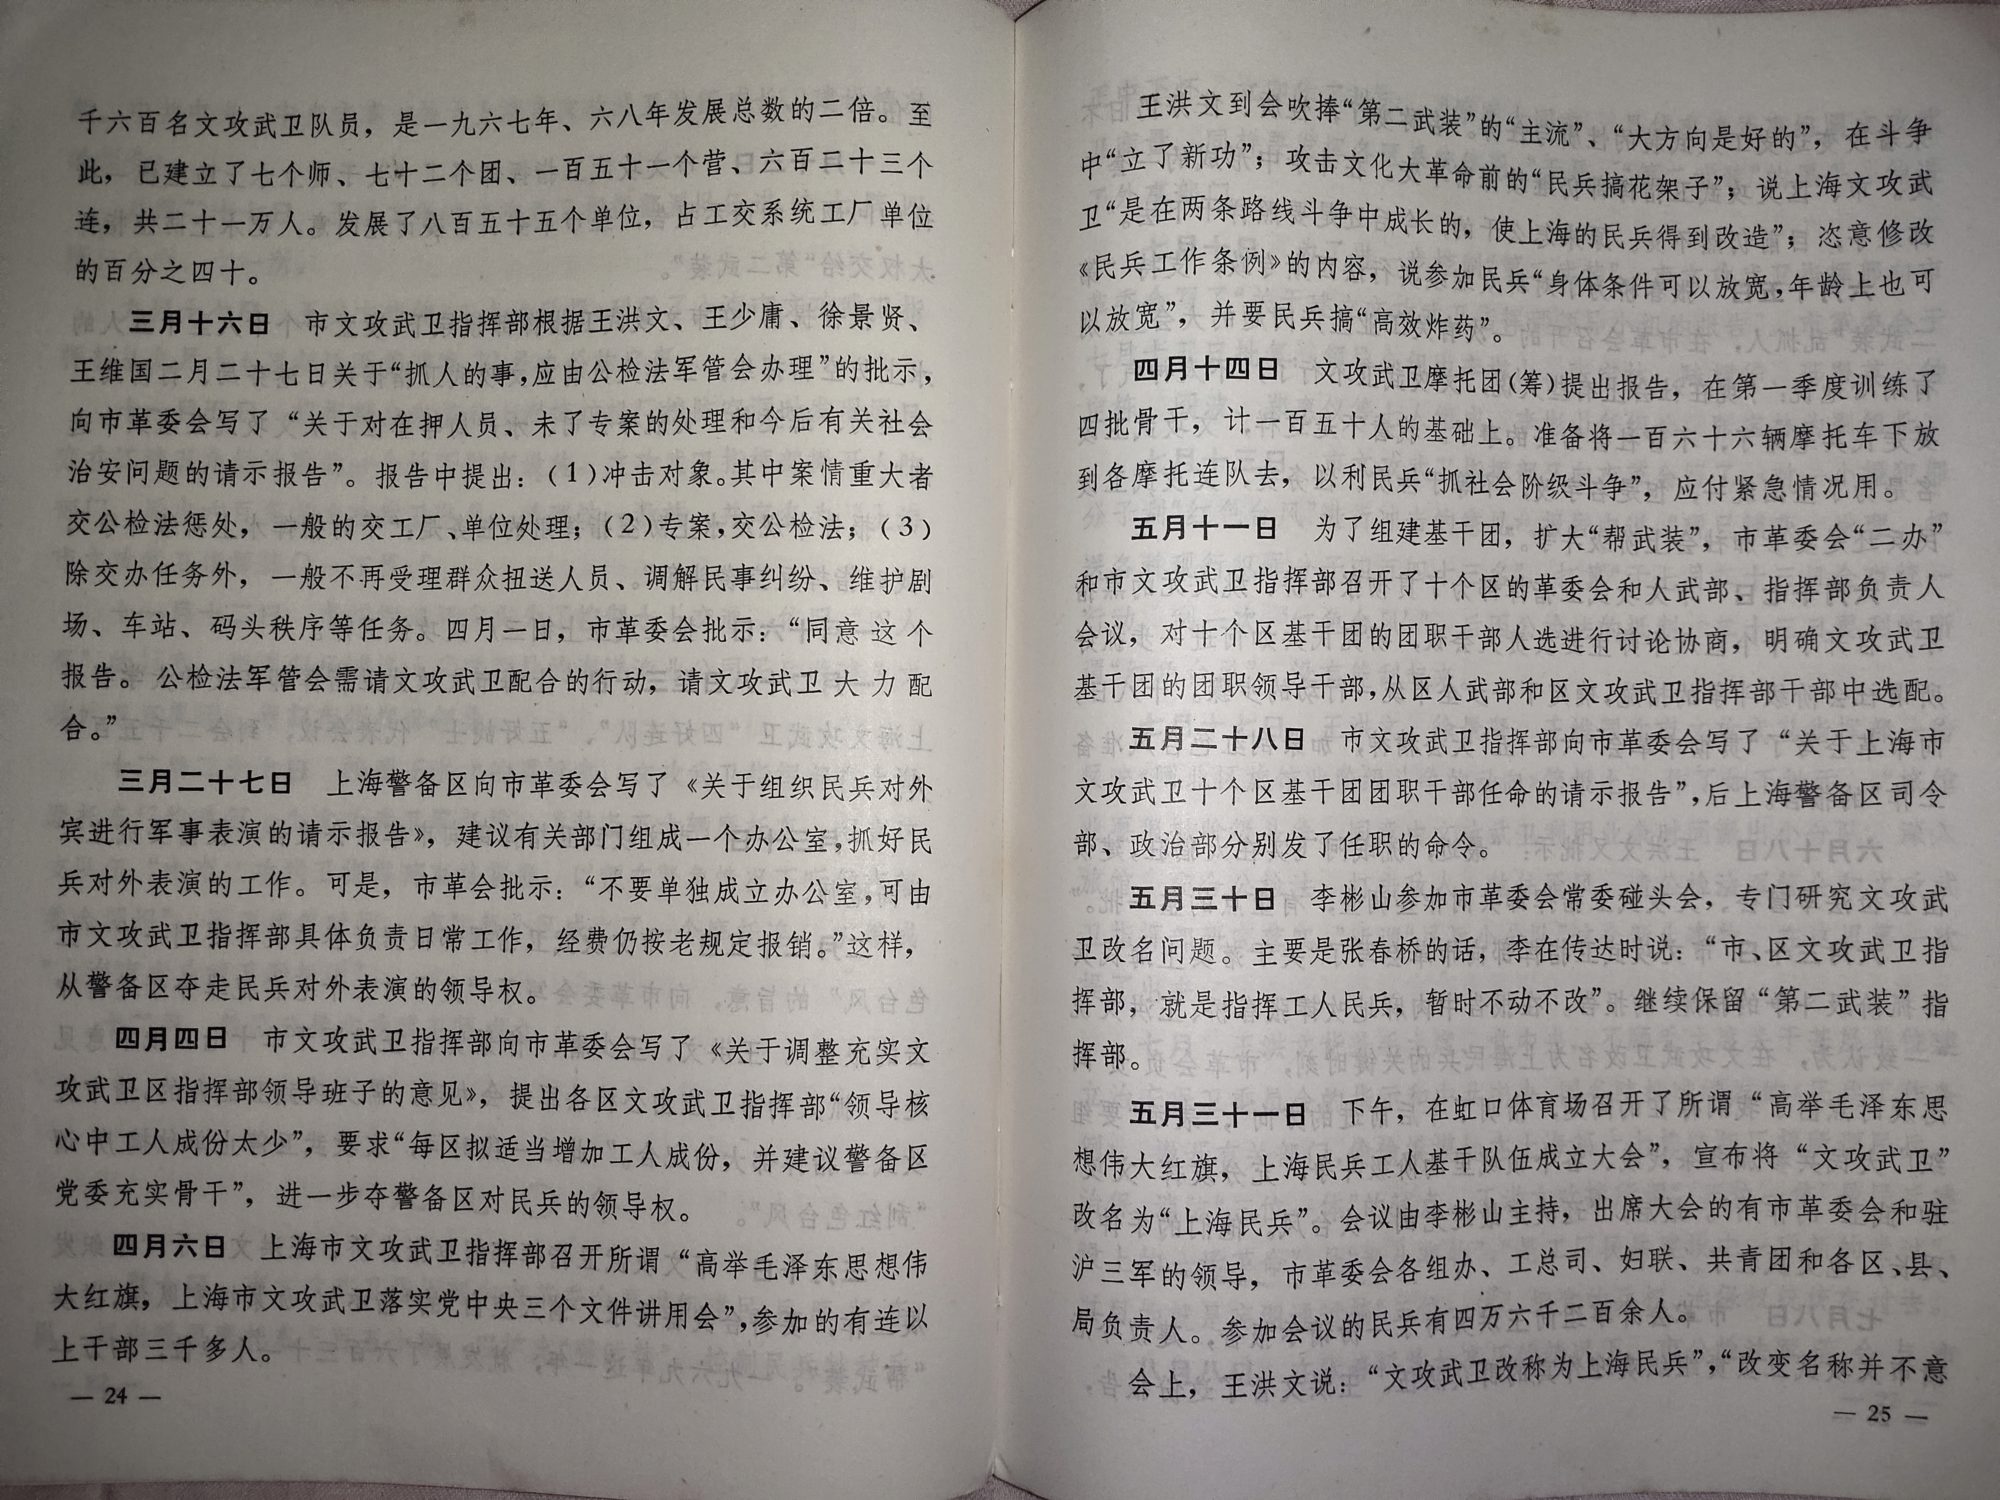 千六百名文攻武卫队员，是一九六七年、六八年发展总数的二倍。至
此，已建立了七个师、七十二个团、一百五十一个营、六百二十三个
连，共二十一万人。发展了八百五十五个单位，占工交系统工厂单位
的百分之四十。
三月十六日　市文攻武卫指挥部根据王洪文、王少庸、徐景贤、
王维国二月二十七日关于“抓人的事，应由公检法军管会办理”的批示，
向市革委会写了“关于对在押人员、未了专案的处理和今后有关社会
治安问题的请示报告”。报告中提出：（1）冲击对象。其中案情重大者
交公检法惩处，一般的交工厂、单位处理；（2）专案，交公检法；（3）
除交办任务外，一般不再受理群众扭送人员、调解民事纠纷、维护剧
场、车站、码头秩序等任务。四月一日，市革委会批示：“同意这个
报告。公检法军管会需请文攻武卫配合的行动，请文攻武卫大力配
合。”
三月二十七日　上海警备区向市革委会写了《关于组织民兵对外
宾进行军事表演的请示报告》，建议有关部门组成一个办公室，抓好民
兵对外表演的工作。可是，市革会批示：“不要单独成立办公室，可由
市文攻武卫指挥部具体负责日常工作，经费仍按老规定报销。”这样，
从警备区夺走民兵对外表演的领导权。
四月四日　市文攻武卫指挥部向市革委会写了《关于调整充实文
攻武卫区指挥部领导班子的意见》，提出各区文攻武卫指挥部“领导核
心中工人成份太少”，要求“每区拟适当增加工人成份，并建议警备区
党委充实骨干”，进一步夺警备区对民兵的领导权。
四月六日　上海市文攻武卫指挥部召开所谓“高举毛泽东思想伟
大红旗，上海市文攻武卫落实党中央三个文件讲用会”，参加的有连以
上干部三千多人。
— 24 —
王洪文到会吹捧“第二武装”的“主流”、“大方向是好的”，在斗争
中“立了新功”；攻击文化大革命前的“民兵搞花架子”；说上海文攻武
卫“是在两条路线斗争中成长的，使上海的民兵得到改造”；恣意修改
《民兵工作条例》的内容，说参加民兵“身体条件可以放宽，年龄上也可
以放宽”，并要民兵搞“高效炸药”。
四月十四日　文攻武卫摩托团（筹）提出报告，在第一季度训练了
四批骨干，计一百五十人的基础上。准备将一百六十六辆摩托车下放
到各摩托连队去，以利民兵“抓社会阶级斗争”，应付紧急情况用。
五月十一日　为了组建基干团，扩大“帮武装”，市革委会“二办”
和市文攻武卫指挥部召开了十个区的革委会和人武部、指挥部负责人
会议，对十个区基干团的团职干部人选进行讨论协商，明确文攻武卫
基干团的团职领导干部，从区人武部和区文攻武卫指挥部干部中选配。
五月二十八日　市文攻武卫指挥部向市革委会写了“关于上海市
文攻武卫十个区基干团团职干部任命的请示报告”，后上海警备区司令
部、政治部分别发了任职的命令。
五月三十日　李彬山参加市革委会常委碰头会，专门研究文攻武
卫改名问题。主要是张春桥的话，李在传达时说：“市、区文攻武卫指
挥部，就是指挥工人民兵，暂时不动不改”。继续保留“第二武装”指
挥部。
五月三十一日　下午，在虹口体育场召开了所谓“高举毛泽东思
想伟大红旗，上海民兵工人基干队伍成立大会”，宣布将“文攻武卫”
改名为“上海民兵”。会议由李彬山主持，出席大会的有市革委会和驻
沪三军的领导，市革委会各组办、工总司、妇联、共青团和各区、县、
局负责人。参加会议的民兵有四万六千二百余人。
会上，王洪文说：“文攻武卫改称为上海民兵”，“改变名称并不意
— 25 —